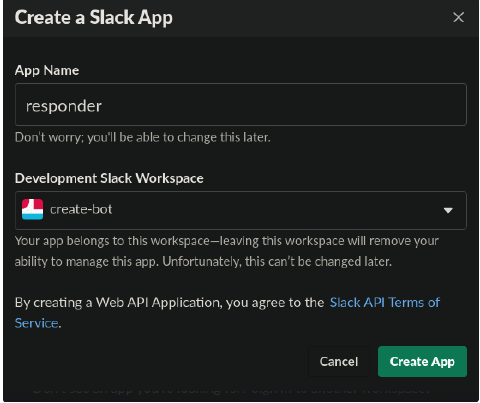 Create a Slack App
App Name
responder
Don't worry; you'll be able to change this later.
Development Slack Workspace
create-bot
Your app belongs to this workspace—leaving this workspace will remove your
ability to manage this app. Unfortunately, this can't be changed later.
By creating a Web API Application, you agree to the Slack API Terms of
Service.
Cancel
Create App